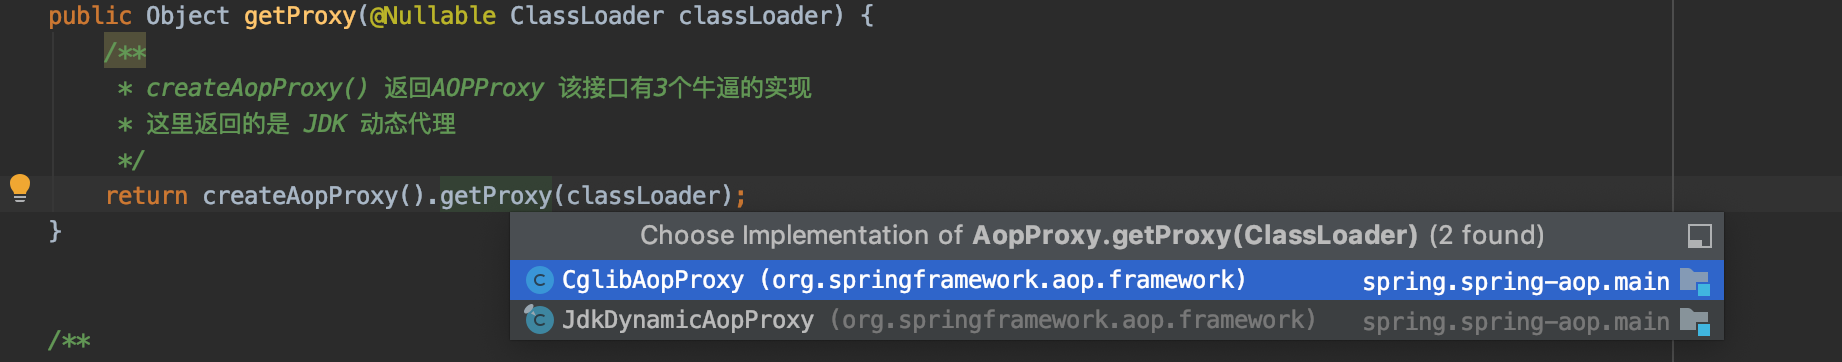 public Object getProxy(@Nullable ClassLoader classLoader) {
/**
* createAopProxy() 返回AOPProxy 该接口有3个牛逼的实现
* 这里返回的是 JDK 动态代理
*/
return createAopProxy().getProxy(classLoader);
}
Choose Implementation of AopProxy.getProxy(ClassLoader) (2 found)
C CglibAopProxy (org.springframework.aop.framework) spring.spring-aop.main
C JdkDynamicAopProxy (org.springframework.aop.framework) spring.spring-aop.main
/**